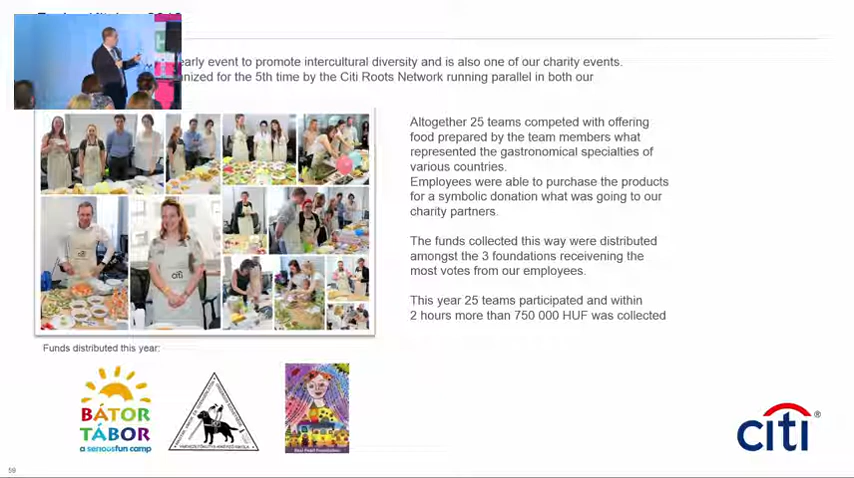 early event to promote intercultural diversity and is also one of our charity events.
nized for the 5th time by the Citi Roots Network running parallel in both our
Altogether 25 teams competed with offering
food prepared by the team members what
represented the gastronomical specialties of
various countries.
Employees were able to purchase the products
for a symbolic donation what was going to our
charity partners.
The funds collected this way were distributed
amongst the 3 foundations receivening the
most votes from our employees.
This year 25 teams participated and within
2 hours more than 750 000 HUF was collected
citi
Funds distributed this year:
BÁTOR
TÁBOR
a seriousfun camp
Real Pearl Foundation
citi®
59